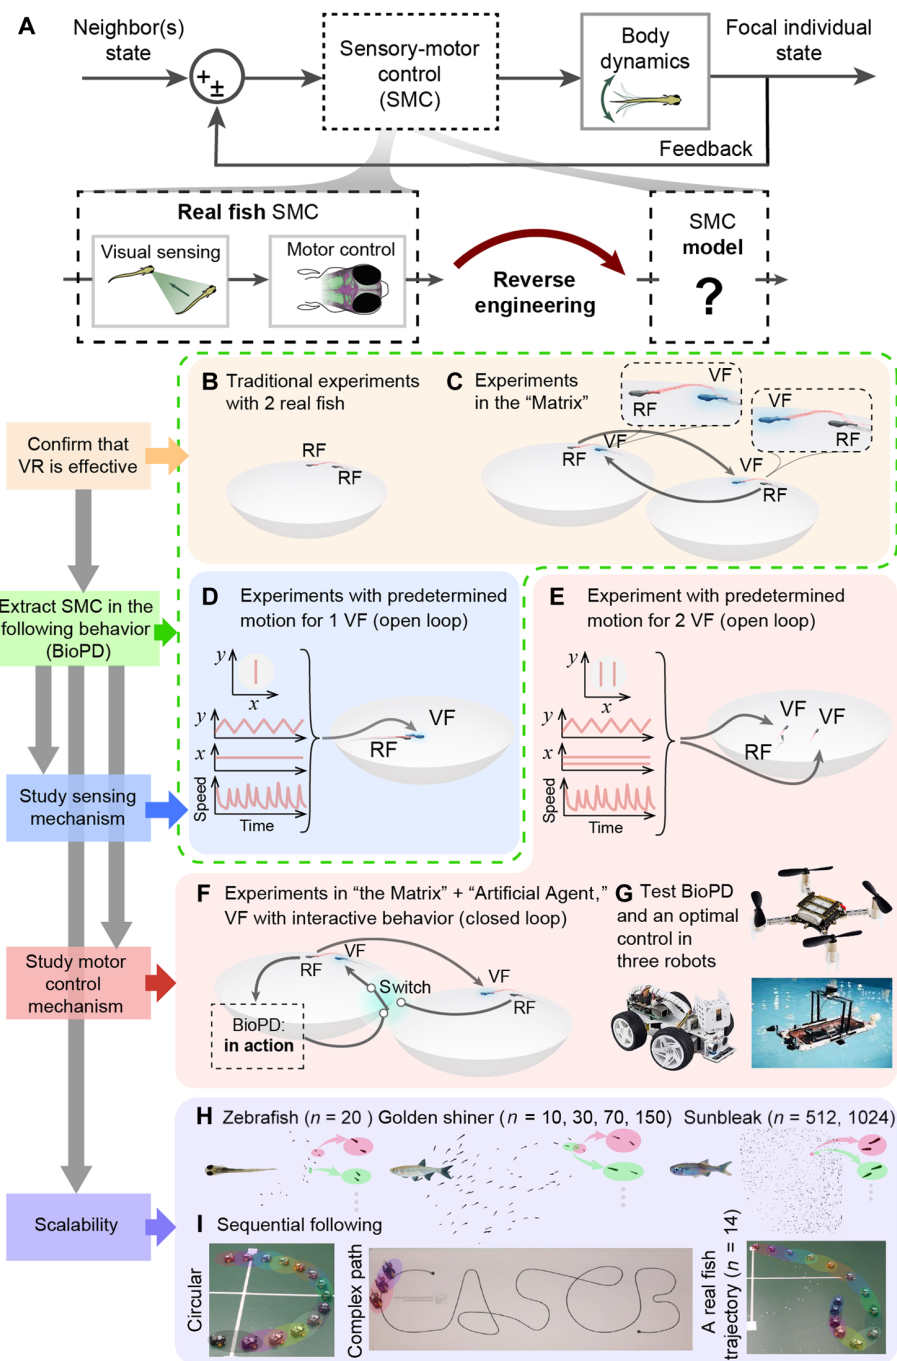 A
Neighbor(s)
state
+
±
Sensory-motor
control
(SMC)
Body
dynamics
Focal individual
state
Feedback
Real fish SMC
Visual sensing
Motor control
Reverse
engineering
SMC
model
?
Confirm that
VR is effective
Extract SMC in the
following behavior
(BioPD)
Study sensing
mechanism
Study motor
control
mechanism
Scalability
B Traditional experiments
with 2 real fish
RF
RF
C Experiments
in the “Matrix”
VF
RF
VF
RF
RF
VF
VF
RF
D Experiments with predetermined
motion for 1 VF (open loop)
y
x
y
x
Speed
Time
VF
RF
E Experiment with predetermined
motion for 2 VF (open loop)
y
x
y
x
Speed
Time
VF
VF
RF
F Experiments in “the Matrix” + “Artificial Agent,”
VF with interactive behavior (closed loop)
RF
VF
Switch
VF
RF
BioPD:
in action
G Test BioPD
and an optimal
control in
three robots
H Zebrafish (n = 20 ) Golden shiner (n = 10, 30, 70, 150) Sunbleak (n = 512, 1024)
I Sequential following
Circular
Complex path
CASCB
A real fish
trajectory (n = 14)